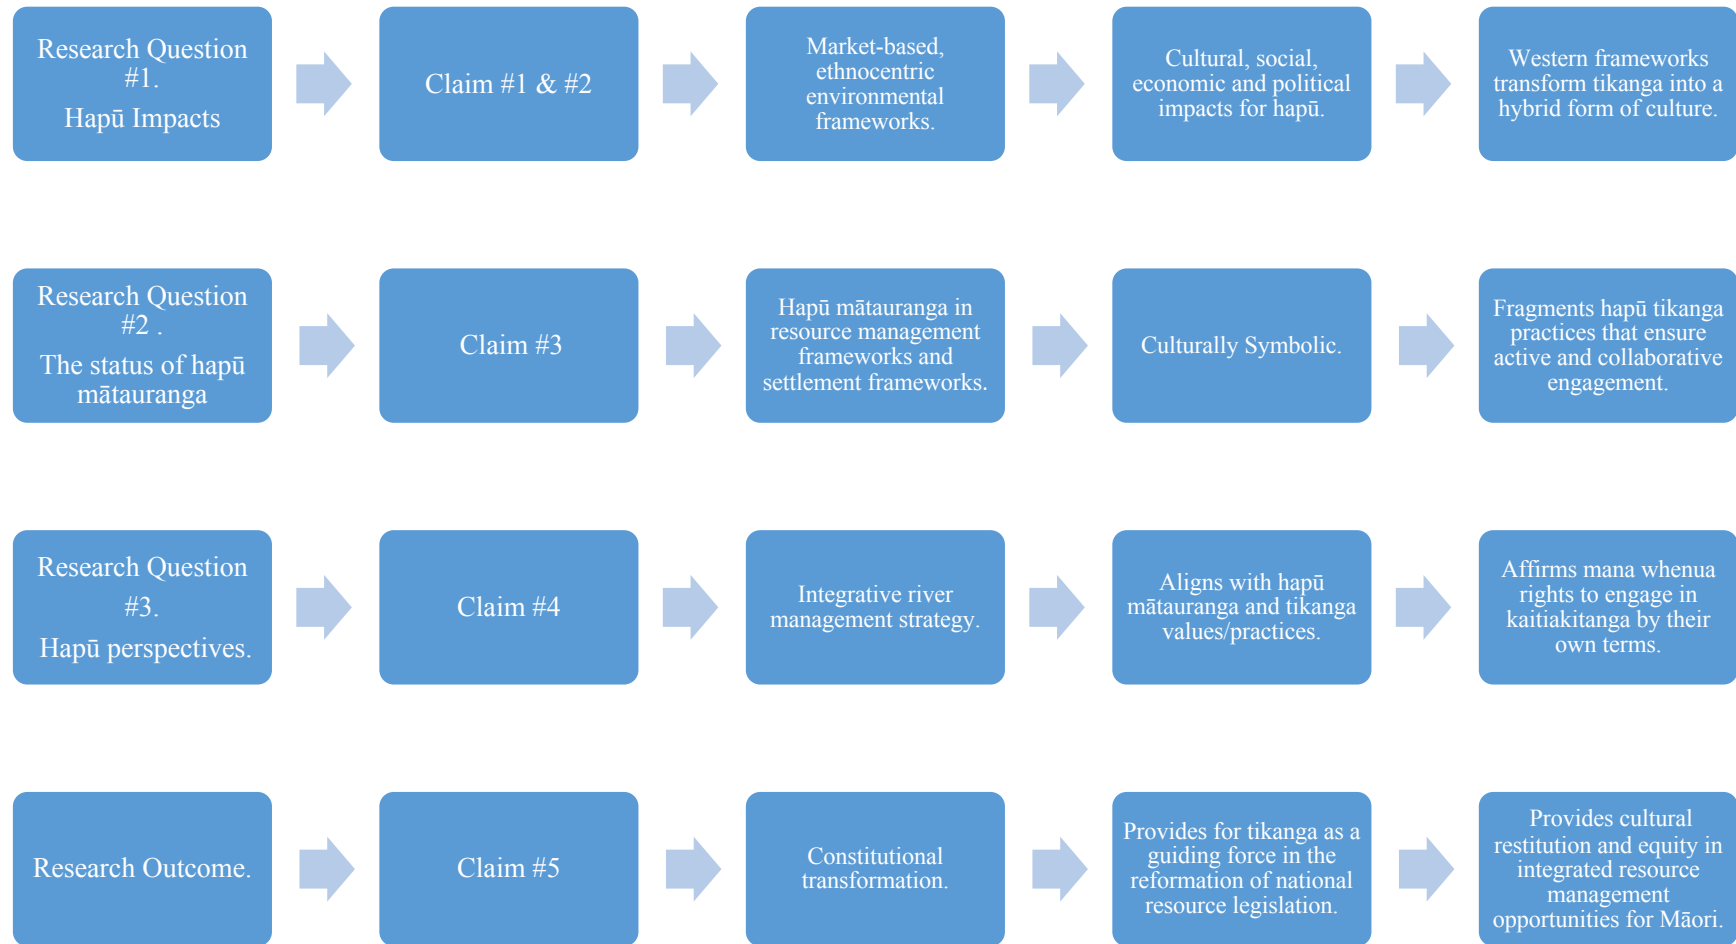 Research Question
#1.
Hapū Impacts
Claim #1 & #2
Market-based,
ethnocentric
environmental
frameworks.
Cultural, social,
economic and political
impacts for hapū.
Western frameworks
transform tikanga into a
hybrid form of culture.
Research Question
#2 .
The status of hapū
mātauranga
Claim #3
Hapū mātauranga in
resource management
frameworks and
settlement frameworks.
Culturally Symbolic.
Fragments hapū tikanga
practices that ensure
active and collaborative
engagement.
Research Question
#3.
Hapū perspectives.
Claim #4
Integrative river
management strategy.
Aligns with hapū
mātauranga and tikanga
values/practices.
Affirms mana whenua
rights to engage in
kaitiakitanga by their
own terms.
Research Outcome.
Claim #5
Constitutional
transformation.
Provides for tikanga as a
guiding force in the
reformation of national
resource legislation.
Provides cultural
restitution and equity in
integrated resource
management
opportunities for Māori.